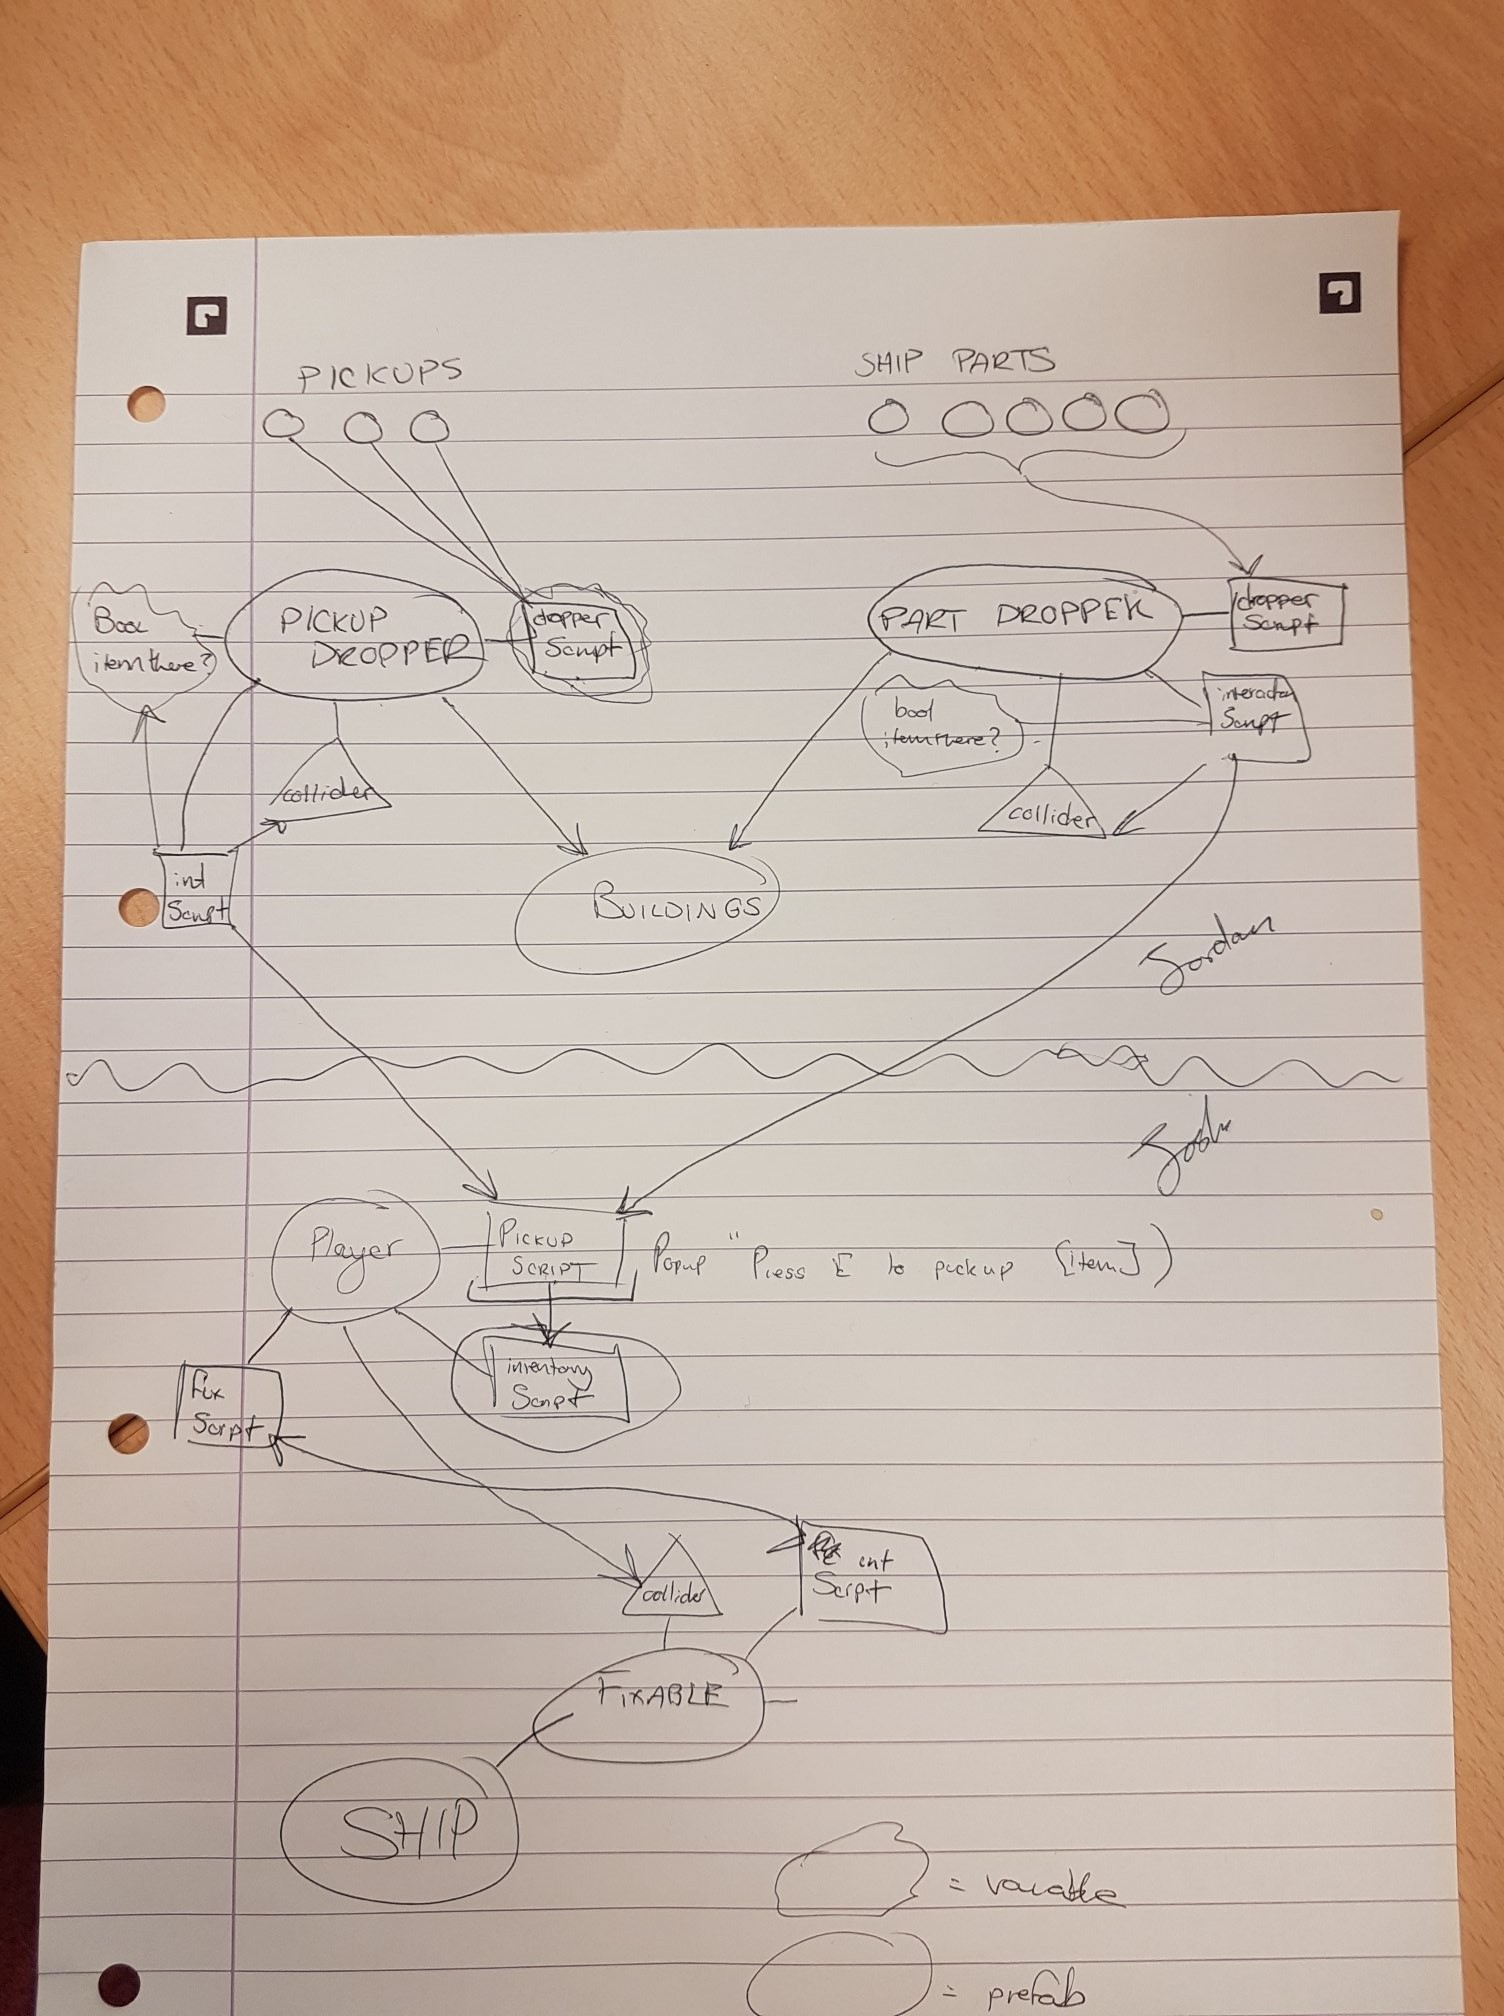 PICKUPS
SHIP PARTS
Bool
item there?
PICKUP
DROPPER
dropper
Script
PART DROPPER
dropper
Script
bool
item there?
interaction
Script
collider
collider
int
Script
BUILDINGS
Jordan
Josh
Player
PICKUP
SCRIPT
Popup "Press E to pickup [item])
inventory
Script
Fix
Script
collider
int
Script
FIXABLE
SHIP
= variable
= prefab